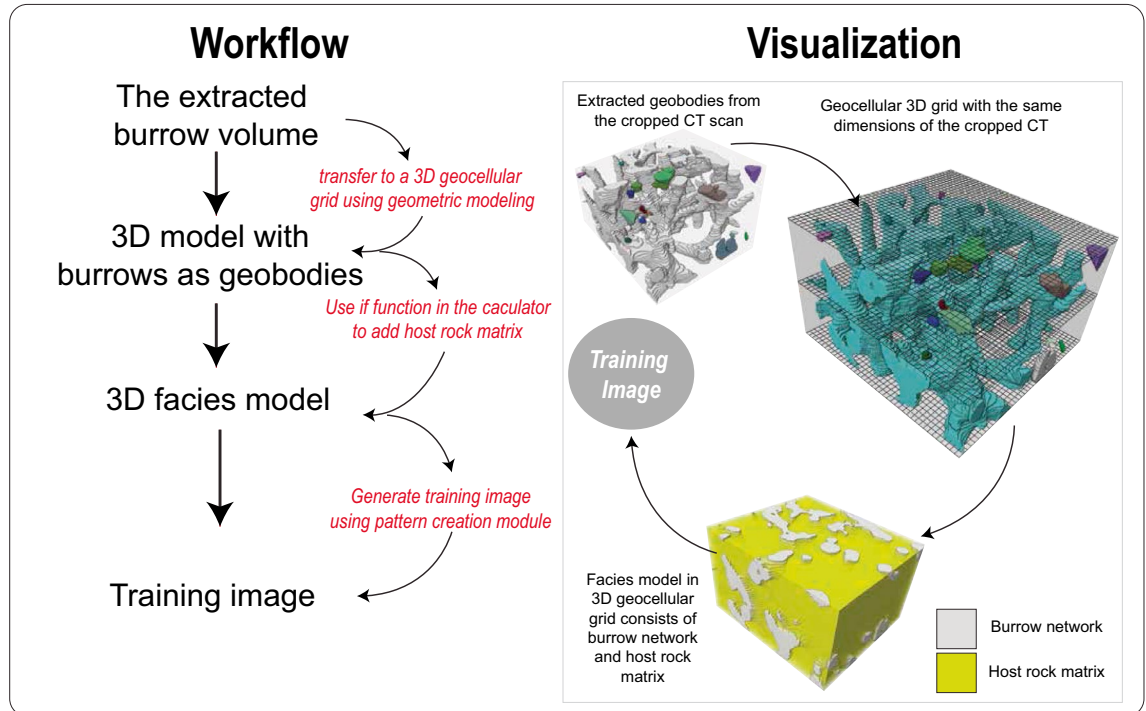 Workflow
The extracted
burrow volume
transfer to a 3D geocellular
grid using geometric modeling
3D model with
burrows as geobodies
Use if function in the caculator
to add host rock matrix
3D facies model
Generate training image
using pattern creation module
Training image
Visualization
Extracted geobodies from
the cropped CT scan
Geocellular 3D grid with the same
dimensions of the cropped CT
Training
Image
Facies model in
3D geocellular
grid consists of
burrow network
and host rock
matrix
Burrow network
Host rock matrix